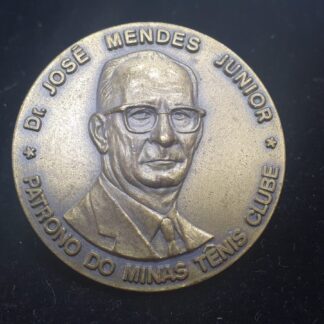 Dr. JOSÉ MENDES JUNIOR
PATRONO DO MINAS TÊNIS CLUBE